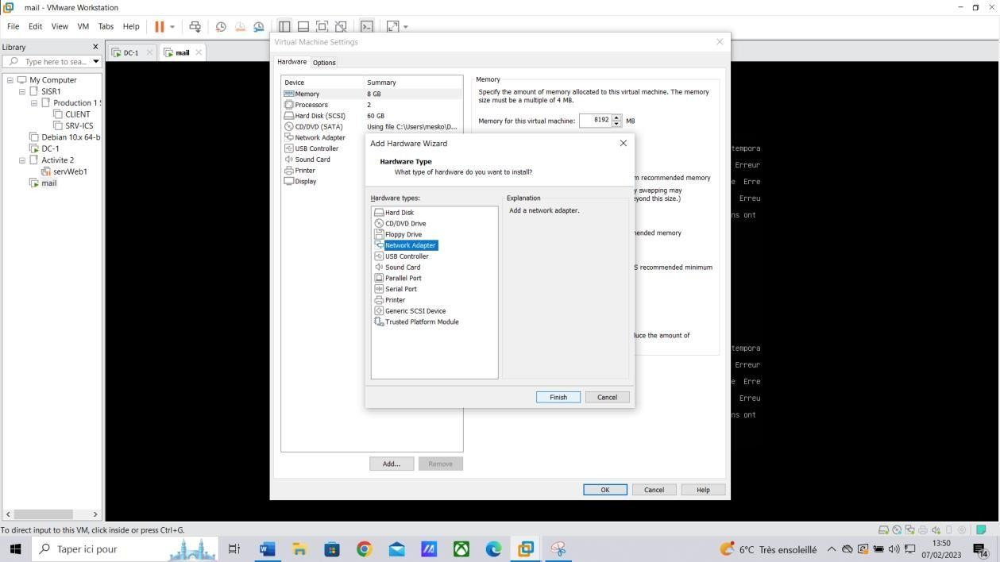 mail - VMware Workstation
File Edit View VM Tabs Help
Library
Type here to sea...
My Computer
SISR1
Production 1
CLIENT
SRV-ICS
Debian 10.x 64-b
DC-1
Activite 2
servWeb1
mail
DC-1
mail
Virtual Machine Settings
Hardware Options
Device Summary
Memory 8 GB
Processors 2
Hard Disk (SCSI) 60 GB
CD/DVD (SATA) Using file C:\Users\mesko\D...
Network Adapter
USB Controller
Sound Card
Printer
Display
Memory
Specify the amount of memory allocated to this virtual machine. The memory
size must be a multiple of 4 MB.
Memory for this virtual machine: 8192 MB
m recommended memory
y swapping may
eyond this size.)
ended memory
S recommended minimum
luce the amount of
Add Hardware Wizard
Hardware Type
What type of hardware do you want to install?
Hardware types:
Hard Disk
CD/DVD Drive
Floppy Drive
Network Adapter
USB Controller
Sound Card
Parallel Port
Serial Port
Printer
Generic SCSI Device
Trusted Platform Module
Explanation
Add a network adapter.
Finish Cancel
Add... Remove
OK Cancel Help
tempora
Erreur
e Erre
Erreu
ns ont
tempora
Erreur
e Erre
Erreu
ns ont
To direct input to this VM, click inside or press Ctrl+G.
Taper ici pour
6°C Très ensoleillé
13:50
07/02/2023
14